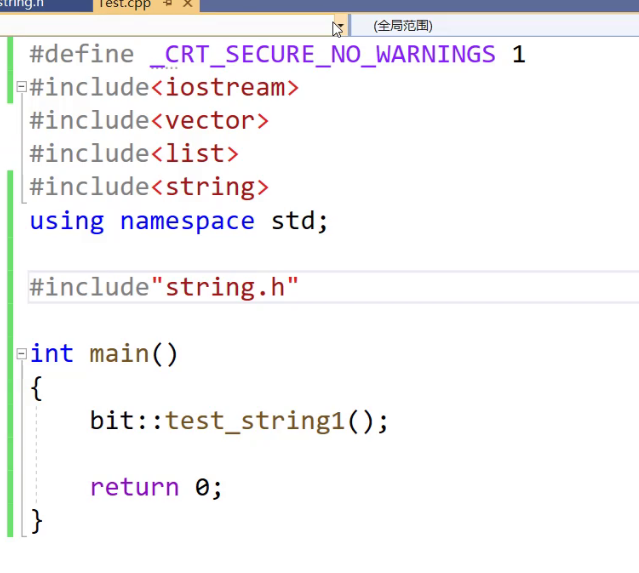 string.h Test.cpp
(全局范围)
#define _CRT_SECURE_NO_WARNINGS 1
#include<iostream>
#include<vector>
#include<list>
#include<string>
using namespace std;
#include"string.h"
int main()
{
bit::test_string1();
return 0;
}